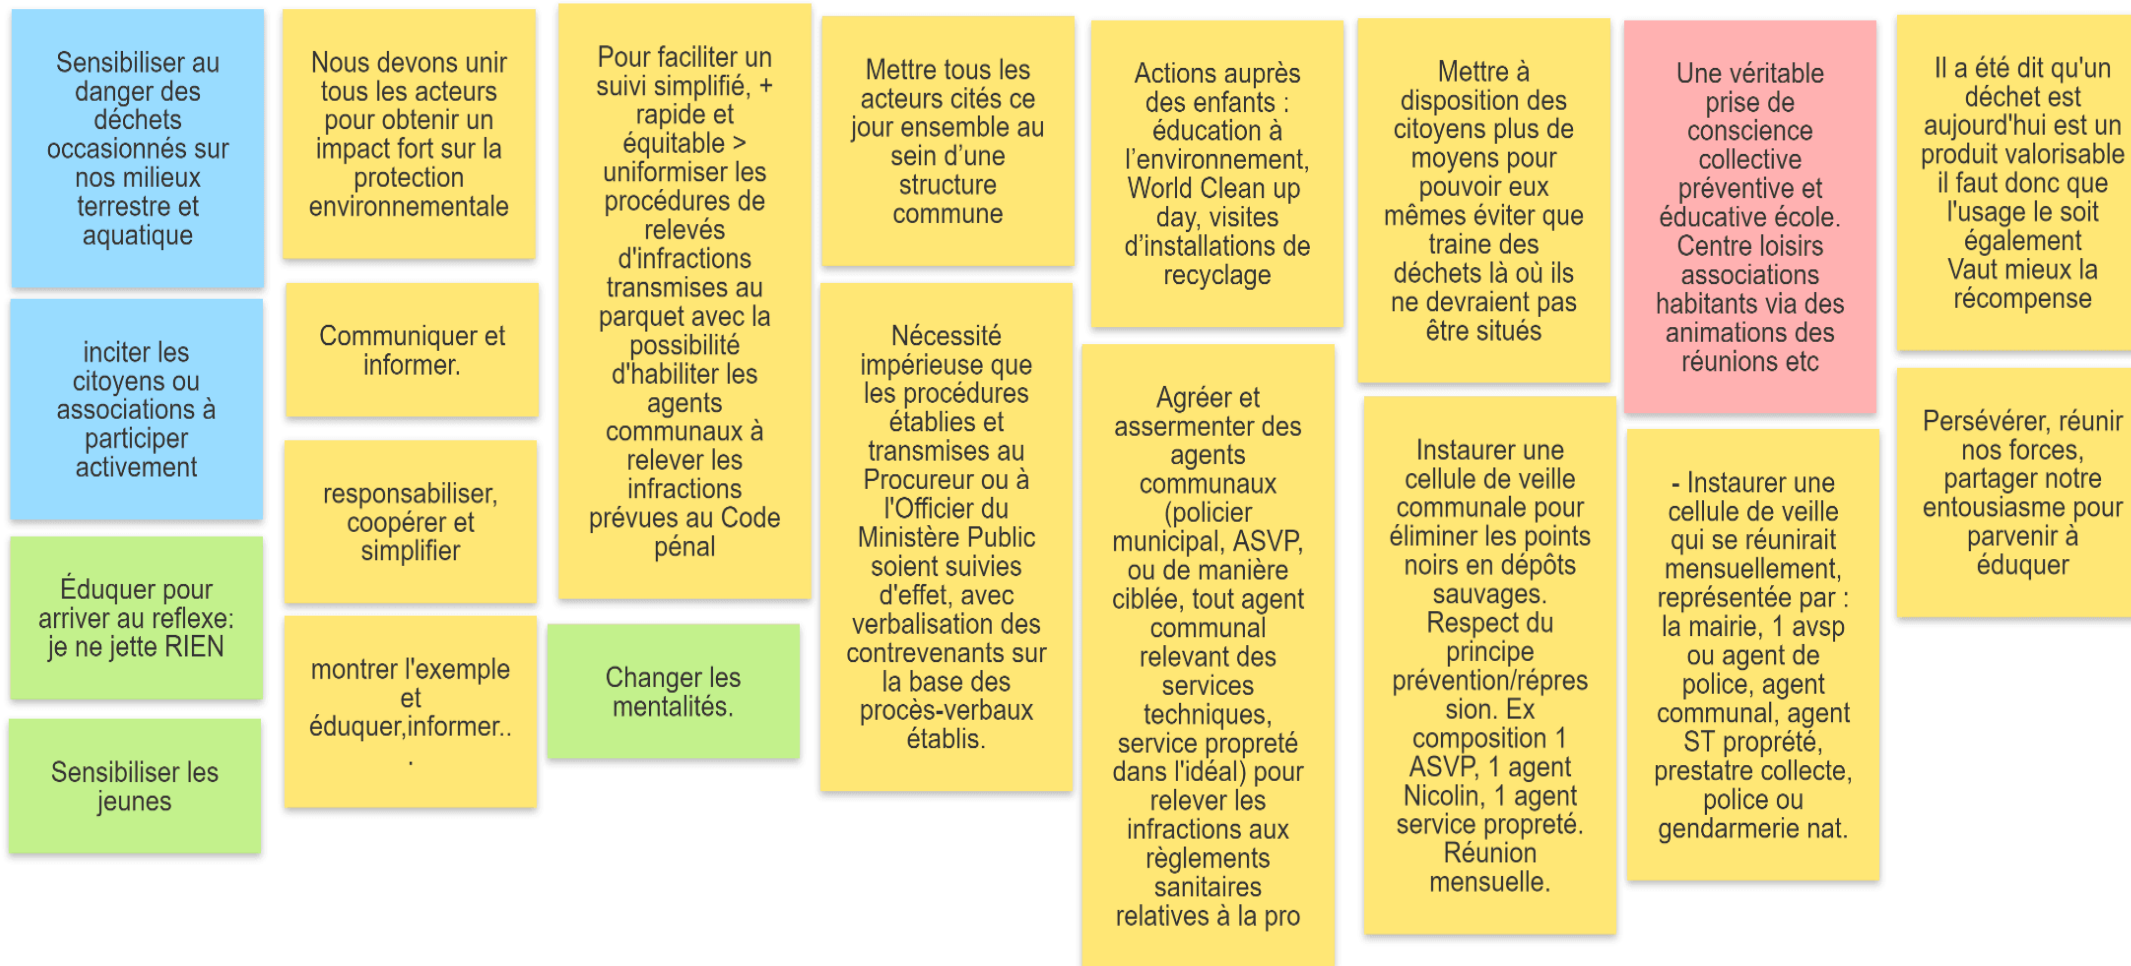 Sensibiliser au
danger des
déchets
occasionnés sur
nos milieux
terrestre et
aquatique
inciter les
citoyens ou
associations à
participer
activement
Éduquer pour
arriver au reflexe:
je ne jette RIEN
Sensibiliser les
jeunes
Nous devons unir
tous les acteurs
pour obtenir un
impact fort sur la
protection
environnementale
Communiquer et
informer.
responsabiliser,
coopérer et
simplifier
montrer l'exemple
et
éduquer,informer..
.
Pour faciliter un
suivi simplifié, +
rapide et
équitable >
uniformiser les
procédures de
relevés
d'infractions
transmises au
parquet avec la
possibilité
d'habiliter les
agents
communaux à
relever les
infractions
prévues au Code
pénal
Changer les
mentalités.
Mettre tous les
acteurs cités ce
jour ensemble au
sein d’une
structure
commune
Nécessité
impérieuse que
les procédures
établies et
transmises au
Procureur ou à
l'Officier du
Ministère Public
soient suivies
d'effet, avec
verbalisation des
contrevenants sur
la base des
procès-verbaux
établis.
Actions auprès
des enfants :
éducation à
l’environnement,
World Clean up
day, visites
d’installations de
recyclage
Agréer et
assermenter des
agents
communaux
(policier
municipal, ASVP,
ou de manière
ciblée, tout agent
communal
relevant des
services
techniques,
service propreté
dans l'idéal) pour
relever les
infractions aux
règlements
sanitaires
relatives à la pro
Mettre à
disposition des
citoyens plus de
moyens pour
pouvoir eux
mêmes éviter que
traine des
déchets là où ils
ne devraient pas
être situés
Instaurer une
cellule de veille
communale pour
éliminer les points
noirs en dépôts
sauvages.
Respect du
principe
prévention/répres
sion. Ex
composition 1
ASVP, 1 agent
Nicolin, 1 agent
service propreté.
Réunion
mensuelle.
Une véritable
prise de
conscience
collective
préventive et
éducative école.
Centre loisirs
associations
habitants via des
animations des
réunions etc
- Instaurer une
cellule de veille
qui se réunirait
mensuellement,
représentée par :
la mairie, 1 avsp
ou agent de
police, agent
communal, agent
ST proprété,
prestatre collecte,
police ou
gendarmerie nat.
Il a été dit qu'un
déchet est
aujourd'hui est un
produit valorisable
il faut donc que
l'usage le soit
également
Vaut mieux la
récompense
Persévérer, réunir
nos forces,
partager notre
entousiasme pour
parvenir à
éduquer